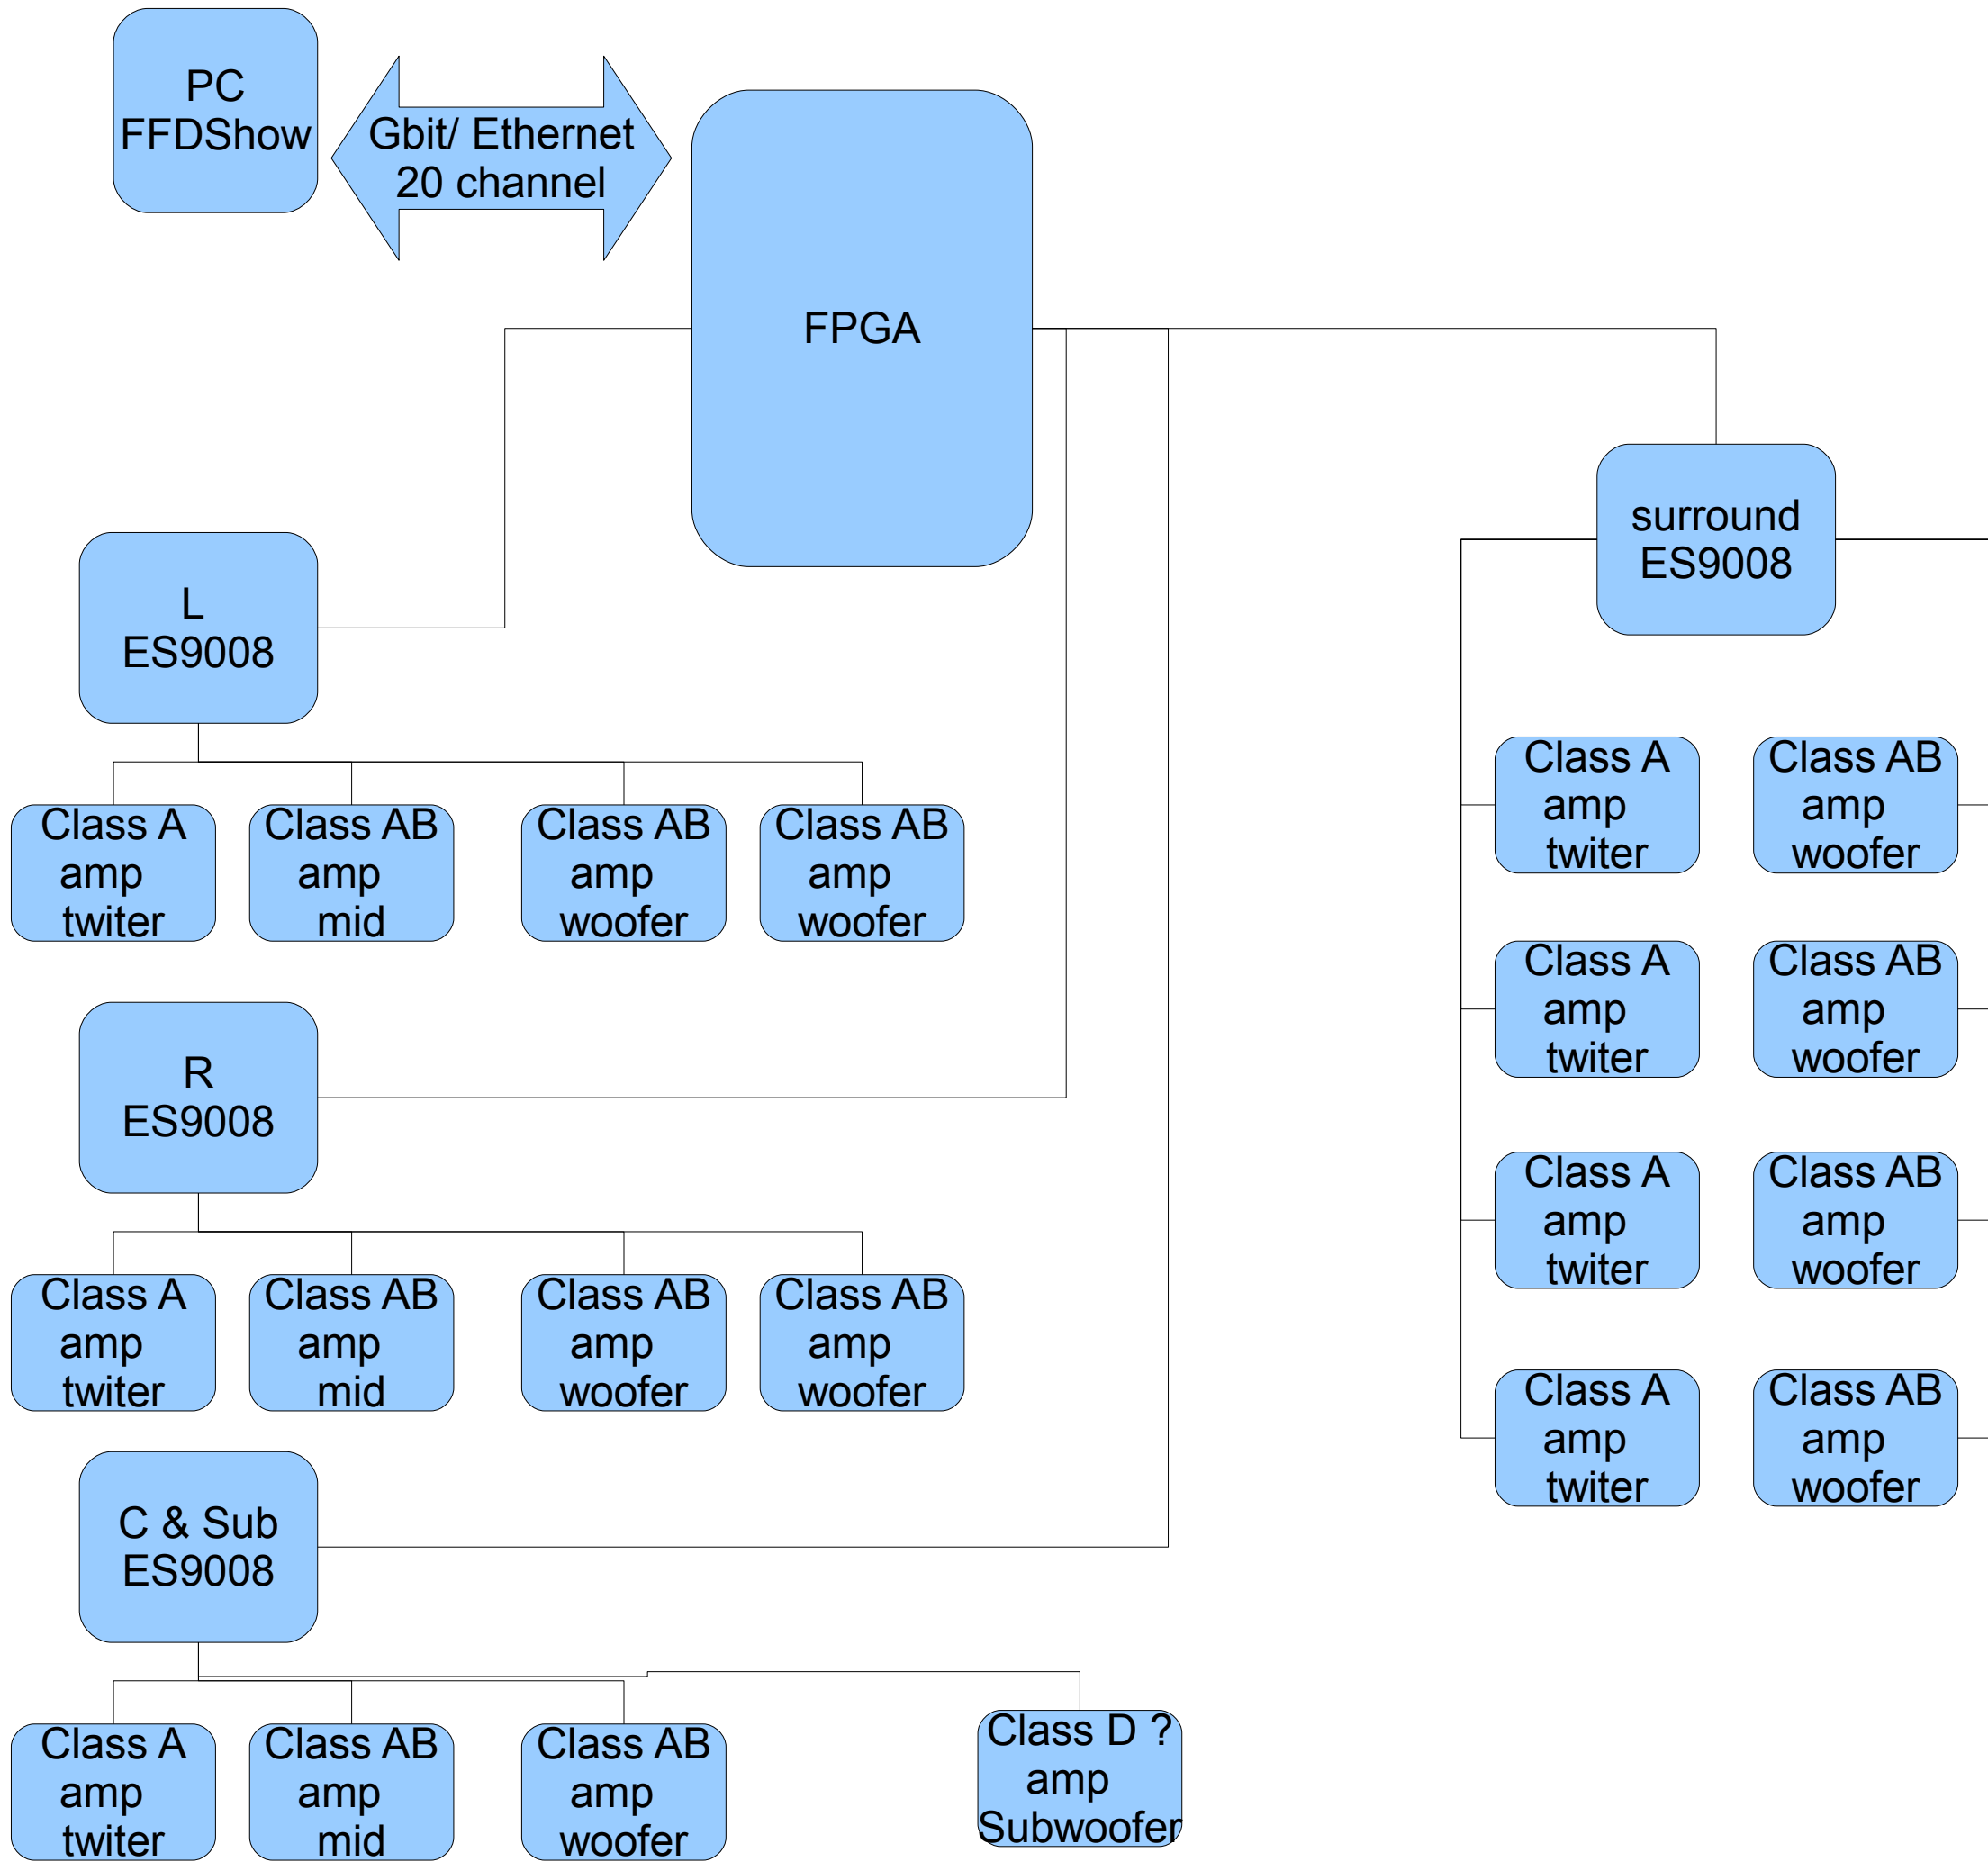 PC
FFDShow
Gbit/ Ethernet
20 channel
FPGA
surround
ES9008
L
ES9008
Class A
amp
twiter
Class AB
amp
mid
Class AB
amp
woofer
Class AB
amp
woofer
R
ES9008
Class A
amp
twiter
Class AB
amp
mid
Class AB
amp
woofer
Class AB
amp
woofer
C & Sub
ES9008
Class A
amp
twiter
Class AB
amp
mid
Class AB
amp
woofer
Class D ?
amp
Subwoofer
Class A
amp
twiter
Class AB
amp
woofer
Class A
amp
twiter
Class AB
amp
woofer
Class A
amp
twiter
Class AB
amp
woofer
Class A
amp
twiter
Class AB
amp
woofer